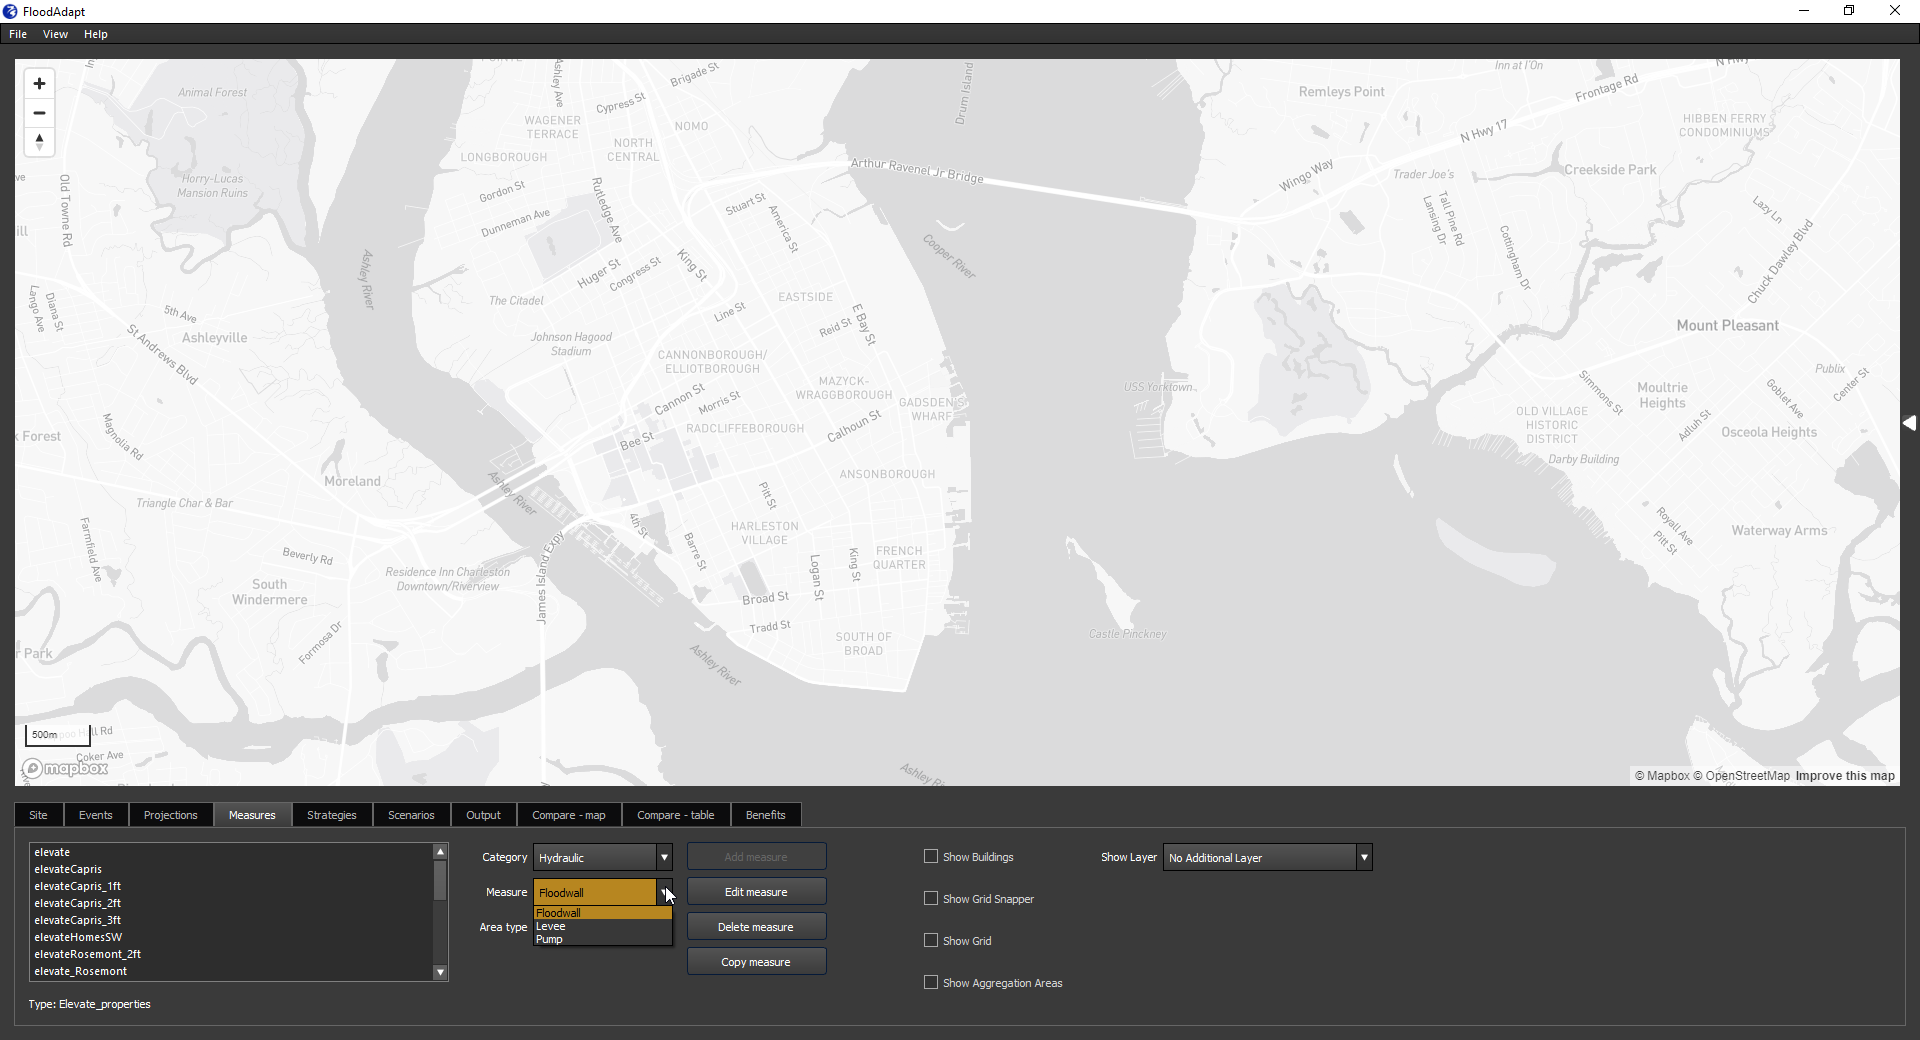 FloodAdapt
File View Help
Animal Forest
Horry-Lucas
Mansion Ruins
Old Towne Rd
Ashley River
Ashley Ave
Brigade St
Cypress St
WAGENER
TERRACE
NOMO
NORTH
CENTRAL
LONGBOROUGH
Gordon St
Dunneman Ave
Rutledge Ave
Stuart St
America St
Huger St
Congress St
King St
The Citadel
Line St
EASTSIDE
Reid St
E Bay St
Johnson Hagood
Stadium
CANNONBOROUGH/
ELLIOTBOROUGH
MAZYCK-
WRAGGBOROUGH
GADSDEN'S
WHARF
Cannon St
Morris St
Bee St
RADCLIFFEBOROUGH
Calhoun St
ANSONBOROUGH
Pitt St
4th St
HARLESTON
VILLAGE
Barre St
Logan St
King St
FRENCH
QUARTER
Broad St
Tradd St
SOUTH OF
BROAD
Ashley River
Ashley River
James Island Expy
Drum Island
Arthur Ravenel Jr Bridge
Cooper River
Castle Pinckney
USS Yorktown
Diana St
Lango Ave
5th Ave
Ashleyville
St Andrews Blvd
Magnolia Rd
Moreland
Triangle Char & Bar
Farmfield Ave
Beverly Rd
Residence Inn Charleston
Downtown/Riverview
South
Windermere
Formosa Dr
Coker Ave
Inn at I'On
Remleys Point
Frontage Rd
N Hwy 17
HIBBEN FERRY
CONDOMINIUMS
Wingo Way
Trader Joe's
Creekside Park
Tall Pine Rd
Lansing Dr
Lazy Ln
Cottingham Dr
Chuck Dawley Blvd
Mount Pleasant
Publix
Center St
Simmons St
Moultrie
Heights
Goblet Ave
OLD VILLAGE
HISTORIC
DISTRICT
Adluh St
Osceola Heights
Darby Building
Royall Ave
Pitt St
Waterway Arms
500m
mapbox
© Mapbox © OpenStreetMap Improve this map
Site Events Projections Measures Strategies Scenarios Output Compare - map Compare - table Benefits
elevate
elevateCapris
elevateCapris_1ft
elevateCapris_2ft
elevateCapris_3ft
elevateHomesSW
elevateRosemont_2ft
elevate_Rosemont
Type: Elevate_properties
Category Hydraulic
Measure Floodwall
Floodwall
Levee
Pump
Area type
Add measure
Edit measure
Delete measure
Copy measure
Show Buildings
Show Grid Snapper
Show Grid
Show Aggregation Areas
Show Layer No Additional Layer